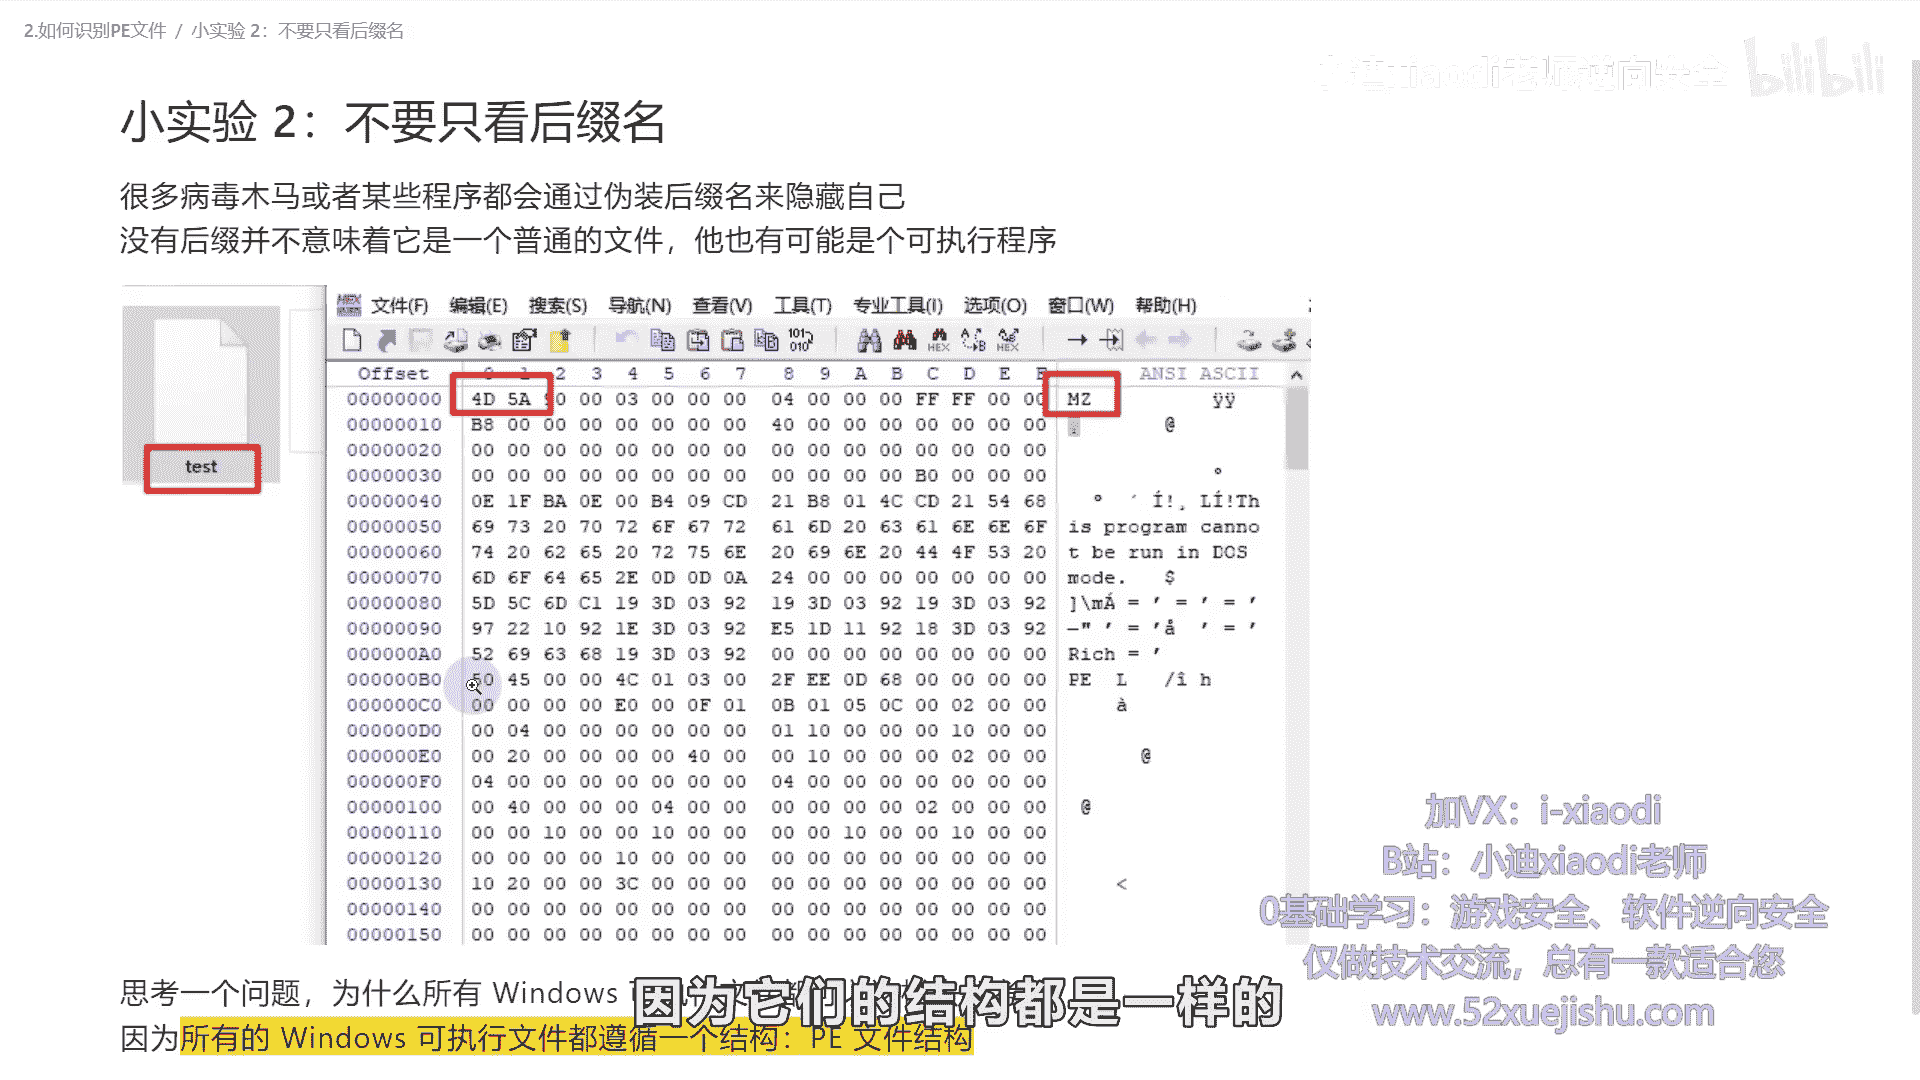 2.如何识别PE文件 / 小实验 2：不要只看后缀名
bilibili
小实验 2：不要只看后缀名
很多病毒木马或者某些程序都会通过伪装后缀名来隐藏自己
没有后缀并不意味着它是一个普通的文件，他也有可能是个可执行程序
test
文件(F) 编辑(E) 搜索(S) 导航(N) 查看(V) 工具(T) 专业工具(I) 选项(O) 窗口(W) 帮助(H)
Offset 0 1 2 3 4 5 6 7 8 9 A B C D E F ANSI ASCII
00000000 4D 5A 90 00 03 00 00 00 04 00 00 00 FF FF 00 00 MZ ÿÿ
00000010 B8 00 00 00 00 00 00 00 40 00 00 00 00 00 00 00 ¸ @
00000020 00 00 00 00 00 00 00 00 00 00 00 00 00 00 00 00
00000030 00 00 00 00 00 00 00 00 00 00 00 00 B0 00 00 00 °
00000040 0E 1F BA 0E 00 B4 09 CD 21 B8 01 4C CD 21 54 68 º ´ Í!¸ LÍ!Th
00000050 69 73 20 70 72 6F 67 72 61 6D 20 63 61 6E 6E 6F is program canno
00000060 74 20 62 65 20 72 75 6E 20 69 6E 20 44 4F 53 20 t be run in DOS
00000070 6D 6F 64 65 2E 0D 0D 0A 24 00 00 00 00 00 00 00 mode. $
00000080 5D 5C 6D C1 19 3D 03 92 19 3D 03 92 19 3D 03 92 ]\mÁ = ’ = ’ = ’
00000090 97 22 10 92 1E 3D 03 92 E5 1D 11 92 18 3D 03 92 —" ’ = ’å ’ = ’
000000A0 52 69 63 68 19 3D 03 92 00 00 00 00 00 00 00 00 Rich = ’
000000B0 50 45 00 00 4C 01 03 00 2F EE 0D 68 00 00 00 00 PE L /î h
000000C0 00 00 00 00 E0 00 0F 01 0B 01 05 0C 00 02 00 00 à
000000D0 00 04 00 00 00 00 00 00 01 10 00 00 00 10 00 00
000000E0 00 20 00 00 00 00 40 00 00 10 00 00 00 02 00 00 @
000000F0 04 00 00 00 00 00 00 00 04 00 00 00 00 00 00 00
00000100 00 40 00 00 00 04 00 00 00 00 00 00 02 00 00 00 @
00000110 00 00 10 00 00 10 00 00 00 00 10 00 00 10 00 00
00000120 00 00 00 00 10 00 00 00 00 00 00 00 00 00 00 00
00000130 10 20 00 00 3C 00 00 00 00 00 00 00 00 00 00 00 <
00000140 00 00 00 00 00 00 00 00 00 00 00 00 00 00 00 00
00000150 00 00 00 00 00 00 00 00 00 00 00 00 00 00 00 00
加VX：i-xiaodi
B站：小迪xiaodi老师
0基础学习：游戏安全、软件逆向安全
仅做技术交流，总有一款适合您
www.52xuejishu.com
思考一个问题，为什么所有 Windows
因为它们的结构都是一样的
因为所有的 Windows 可执行文件都遵循一个结构：PE 文件结构